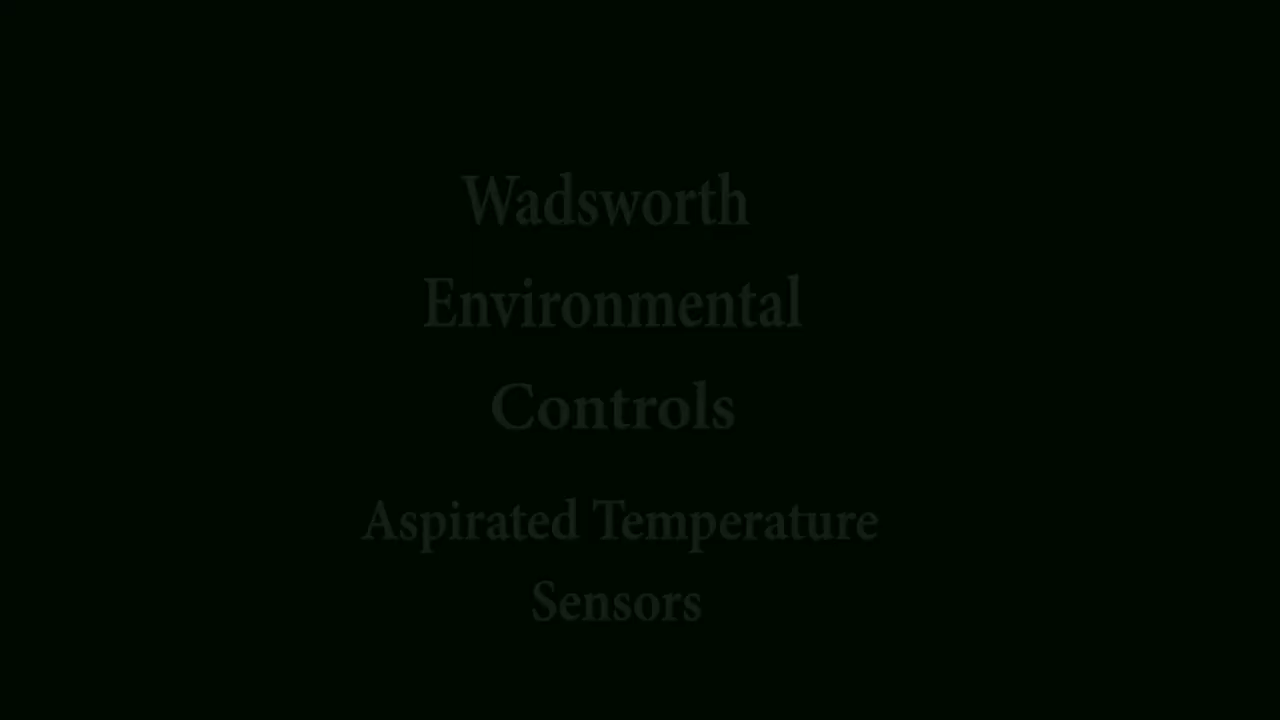 Wadsworth
Environmental
Controls
Aspirated Temperature
Sensors